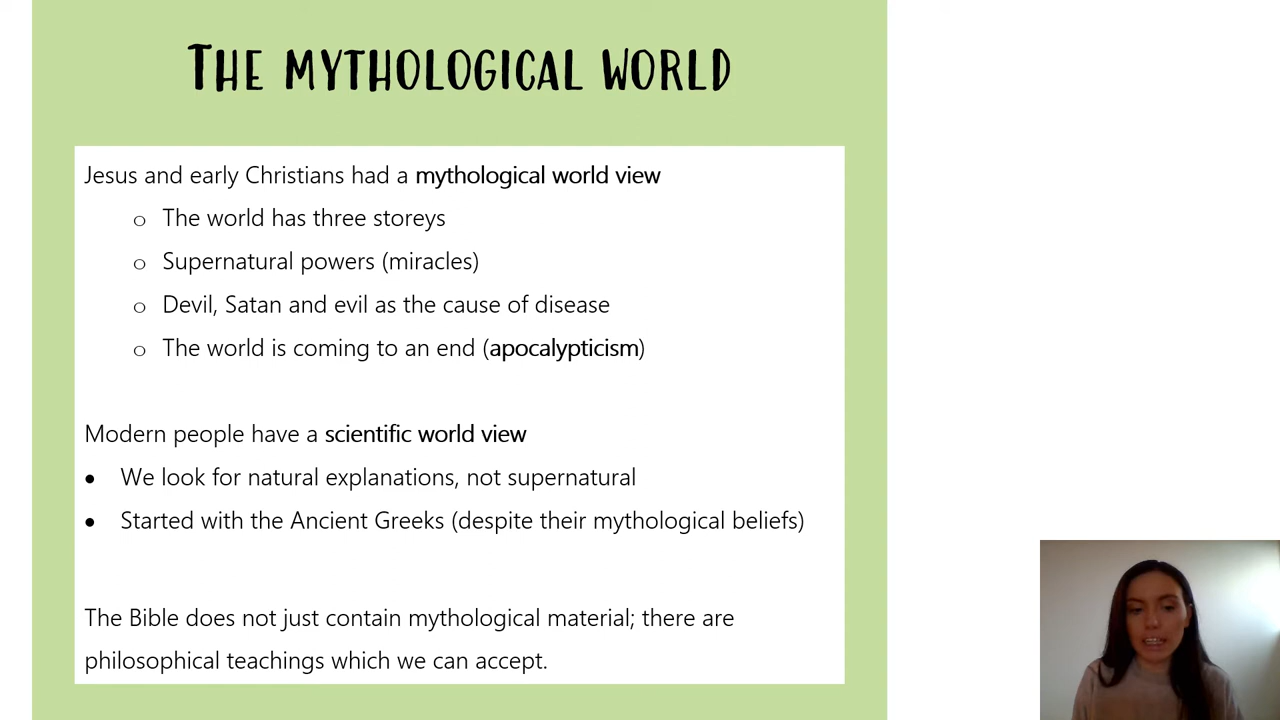 THE MYTHOLOGICAL WORLD
Jesus and early Christians had a mythological world view
o The world has three storeys
o Supernatural powers (miracles)
o Devil, Satan and evil as the cause of disease
o The world is coming to an end (apocalypticism)
Modern people have a scientific world view
• We look for natural explanations, not supernatural
• Started with the Ancient Greeks (despite their mythological beliefs)
The Bible does not just contain mythological material; there are
philosophical teachings which we can accept.